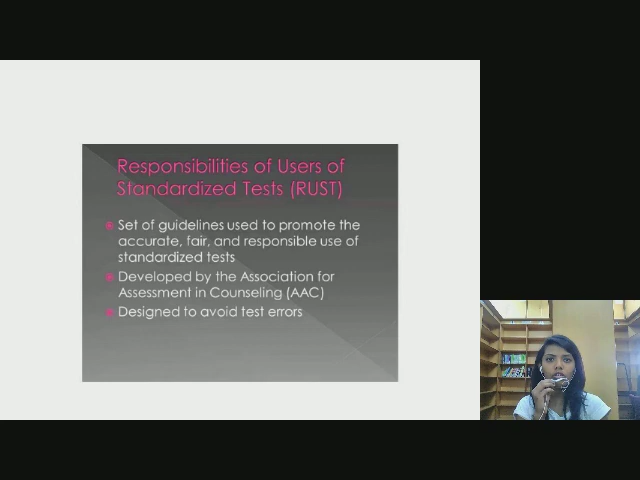 Responsibilities of Users of
Standardized Tests (RUST)
Set of guidelines used to promote the
accurate, fair, and responsible use of
standardized tests
Developed by the Association for
Assessment in Counseling (AAC)
Designed to avoid test errors